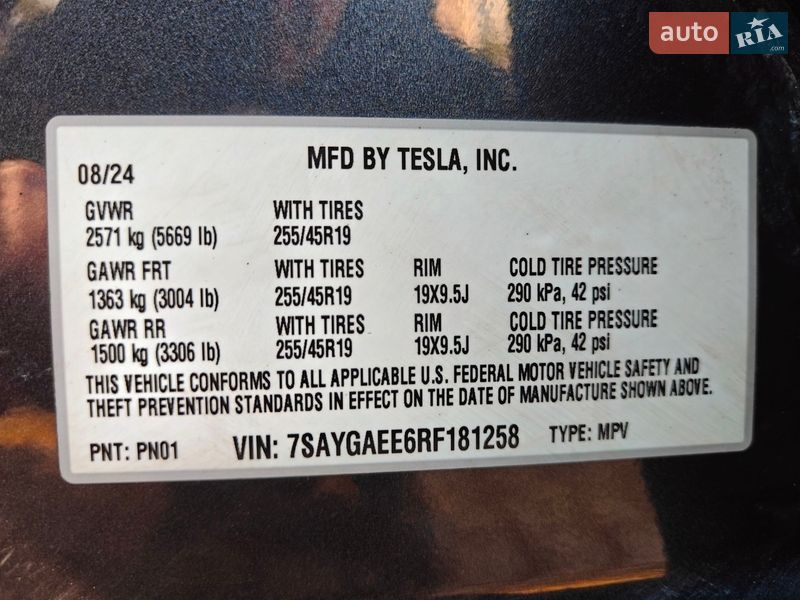 auto RIA .com
MFD BY TESLA, INC.
08/24
GVWR WITH TIRES
2571 kg (5669 lb) 255/45R19
GAWR FRT WITH TIRES RIM COLD TIRE PRESSURE
1363 kg (3004 lb) 255/45R19 19X9.5J 290 kPa, 42 psi
GAWR RR WITH TIRES RIM COLD TIRE PRESSURE
1500 kg (3306 lb) 255/45R19 19X9.5J 290 kPa, 42 psi
THIS VEHICLE CONFORMS TO ALL APPLICABLE U.S. FEDERAL MOTOR VEHICLE SAFETY AND
THEFT PREVENTION STANDARDS IN EFFECT ON THE DATE OF MANUFACTURE SHOWN ABOVE.
PNT: PN01 VIN: 7SAYGAEE6RF181258 TYPE: MPV